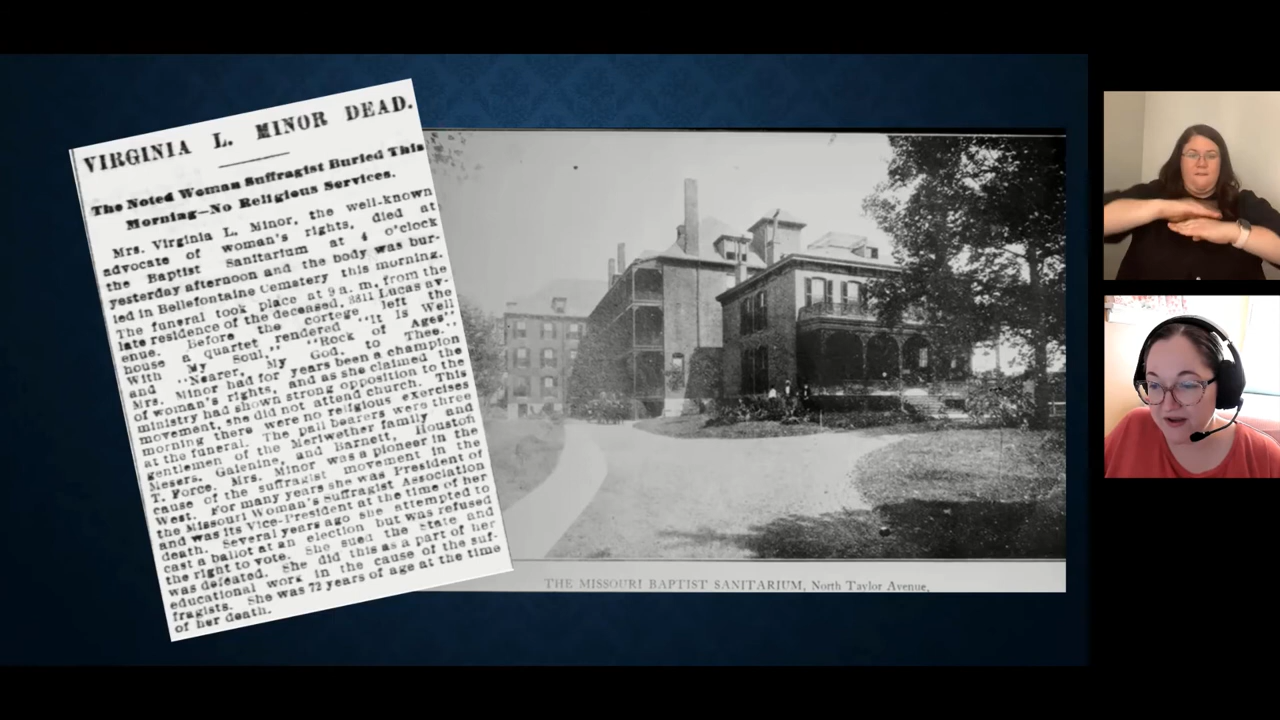 VIRGINIA L. MINOR DEAD.
The Noted Woman Suffragist Buried This
Morning—No Religious Services.
Mrs. Virginia L. Minor, the well-known
advocate of woman's rights, died at
the Baptist Sanitarium at 4 o'clock
yesterday afternoon and the body was bur-
ied in Bellefontaine Cemetery this morning.
The funeral took place at 9 a. m. from the
late residence of the deceased, 3811 Lucas av-
enue. Before the cortege left the
house a quartet rendered "It is Well
With My Soul," "Rock of Ages"
and "Nearer, My God, to Thee."
Mrs. Minor had for years been a champion
of woman's rights, and as she claimed the
ministry had shown strong opposition to the
movement, she did not attend church. This
morning there were no religious exercises
at the funeral. The pall bearers were three
gentlemen of the Meriwether family and
Messrs. Galenine, and Barnett, Houston
T. Force. Mrs. Minor was a pioneer in the
cause of the suffragist movement in the
West. For many years she was President of
the Missouri Woman's Suffragist Association
and was its Vice-President at the time of her
death. Several years ago she attempted to
cast a ballot at an election but was refused
the right to vote. She sued the State and
was defeated. She did this as a part of her
educational work in the cause of the suf-
fragists. She was 72 years of age at the time
of her death.
THE MISSOURI BAPTIST SANITARIUM, North Taylor Avenue,